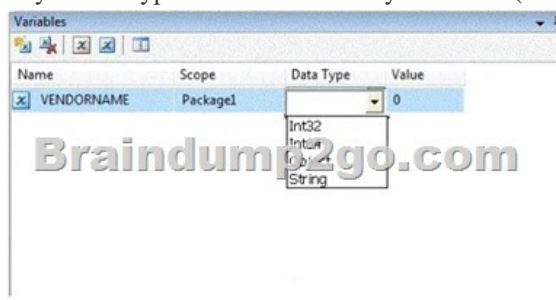 Variables
Name Scope Data Type Value
VENDORNAME Package1 0
Int32
String
Braindump2go.com